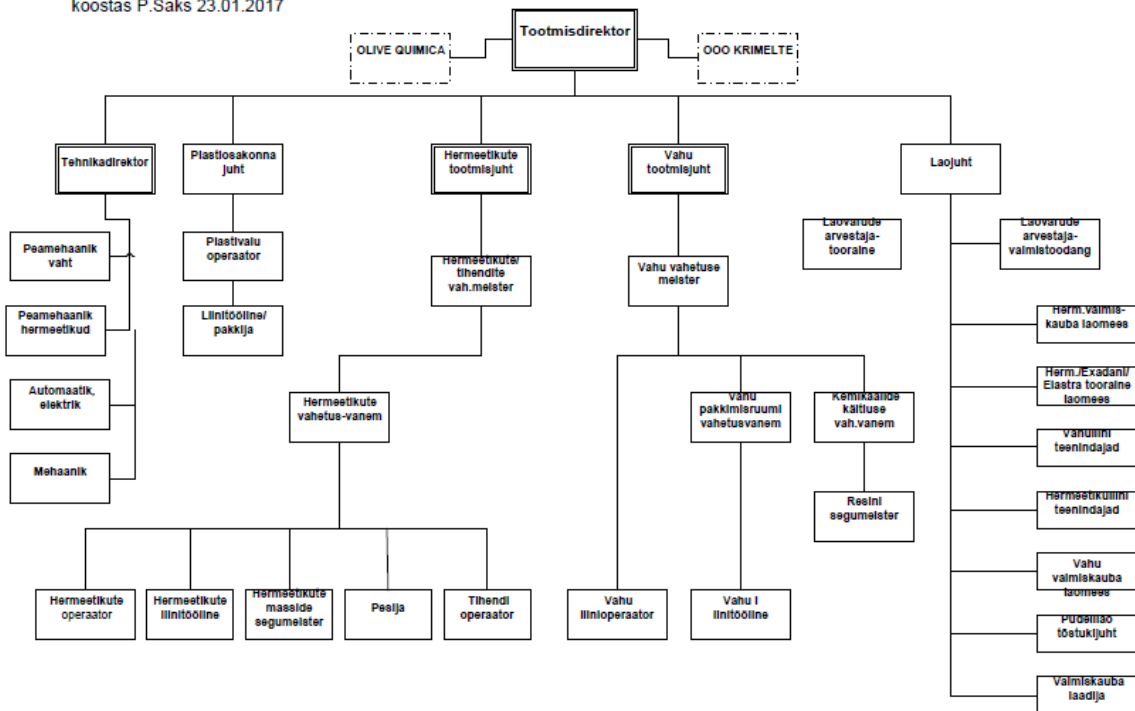 koostas P.Saks 23.01.2017
Tootmisdirektor
OLIVE QUIMICA
OOO KRIMELTE
Tehnikadirektor
Plastiosakonna
juht
Hermeetikute
tootmisjuht
Vahu
tootmisjuht
Laojuht
Peamehaanik
vaht
Plastivalu
operaator
Hermeetikute/
tihendite
vah.meister
Vahu vahetuse
meister
Laovarude
arvestaja-
tooraine
Laovarude
arvestaja-
valmistoodang
Peamehaanik
hermeetikud
Liinitööline/
pakkija
Herm.valmis-
kauba laomees
Automaatik,
elektrik
Hermeetikute
vahetus-vanem
Vahu
pakkimisruumi
vahetusvanem
Kemikaalide
käitluse
vah.vanem
Herm./Exadani/
Elastra tooraine
laomees
Mehaanik
Vahuliini
teenindajad
Resini
segumeister
Hermeetikuliini
teenindajad
Hermeetikute
operaator
Hermeetikute
liinitööline
Hermeetikute
masside
segumeister
Pesija
Tihendi
operaator
Vahu
liinioperaator
Vahu l
iinitööline
Vahu
valmiskauba
laomees
Pudelilao
tõstukijuht
Valmiskauba
laadija